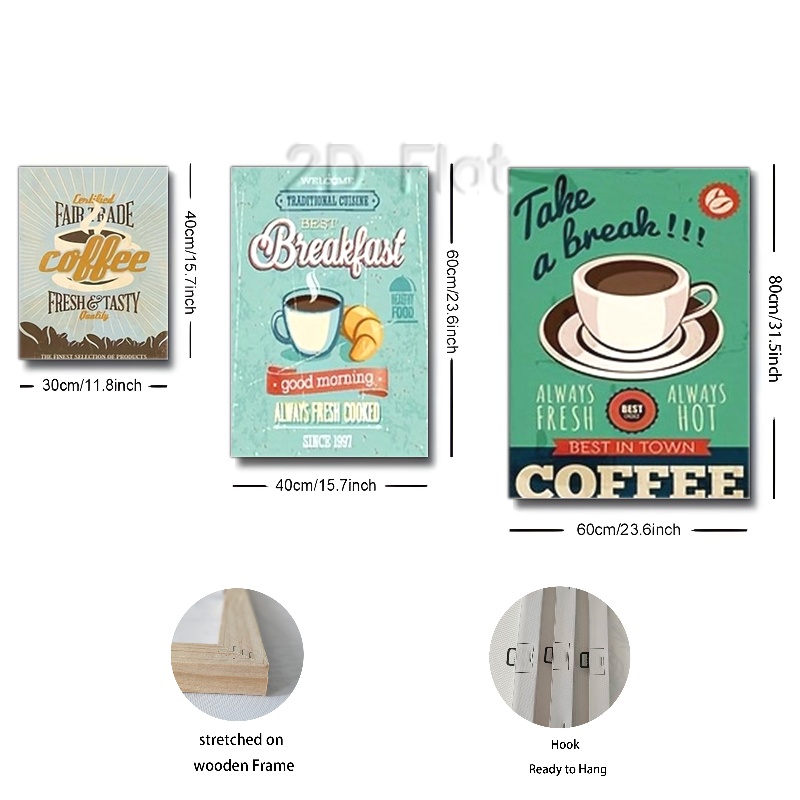 2D Flat
Certified
FAIR TRADE
coffee
FRESH & TASTY
Quality
THE FINEST SELECTION OF PRODUCTS
40cm/15.7inch
30cm/11.8inch
WELCOME
TRADITIONAL CUISINE
BEST
Breakfast
HEALTHY
FOOD
good morning
ALWAYS FRESH COOKED
SINCE 1997
60cm/23.6inch
40cm/15.7inch
Take
a break!!!
ALWAYS
FRESH
BEST
CHOICE
ALWAYS
HOT
BEST IN TOWN
COFFEE
80cm/31.5inch
60cm/23.6inch
stretched on
wooden Frame
Hook
Ready to Hang